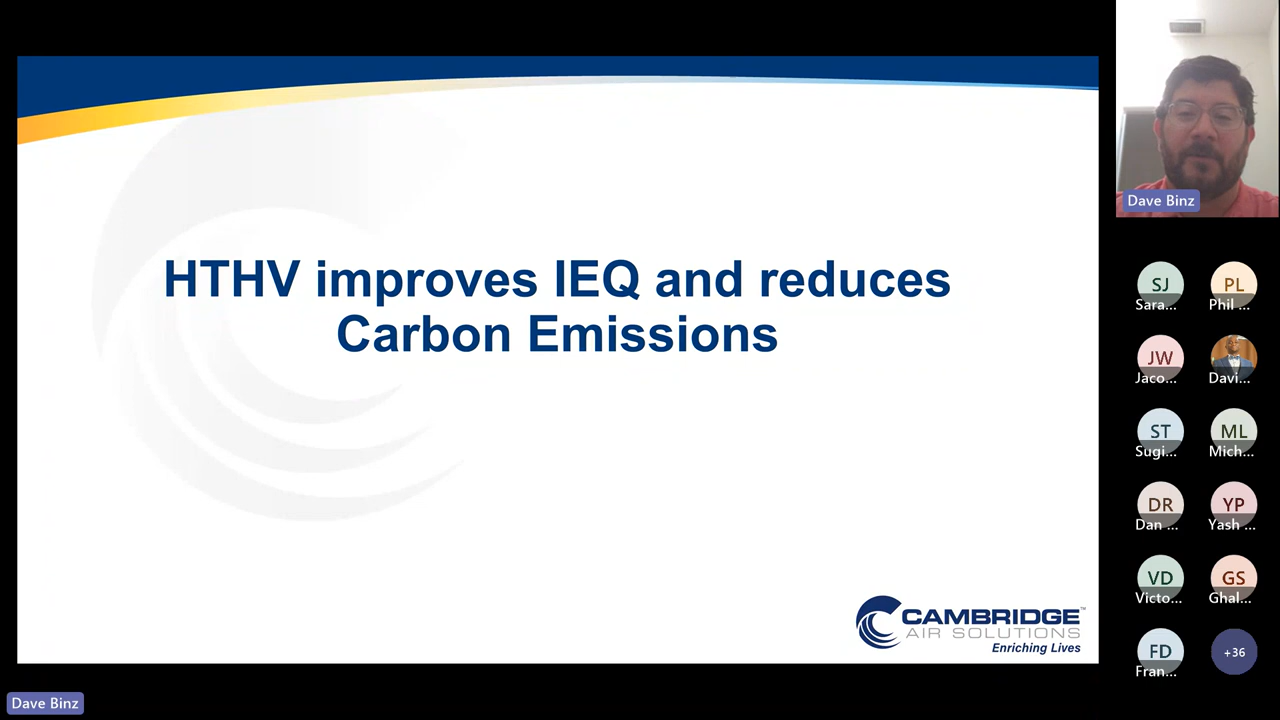 HTHV improves IEQ and reduces
Carbon Emissions
CAMBRIDGE™
AIR SOLUTIONS
Enriching Lives
Dave Binz
Dave Binz
SJ
Sara...
PL
Phil ...
JW
Jaco...
Davi...
ST
Sugi...
ML
Mich...
DR
Dan ...
YP
Yash ...
VD
Victo...
GS
Ghal...
FD
Fran...
+36